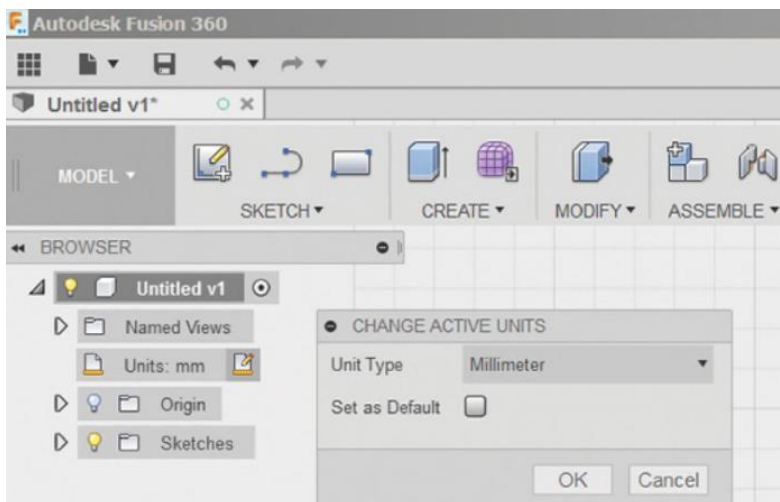 Autodesk Fusion 360
Untitled v1*
MODEL
SKETCH
CREATE
MODIFY
ASSEMBLE
BROWSER
Untitled v1
Named Views
Units: mm
Origin
Sketches
CHANGE ACTIVE UNITS
Unit Type Millimeter
Set as Default
OK Cancel